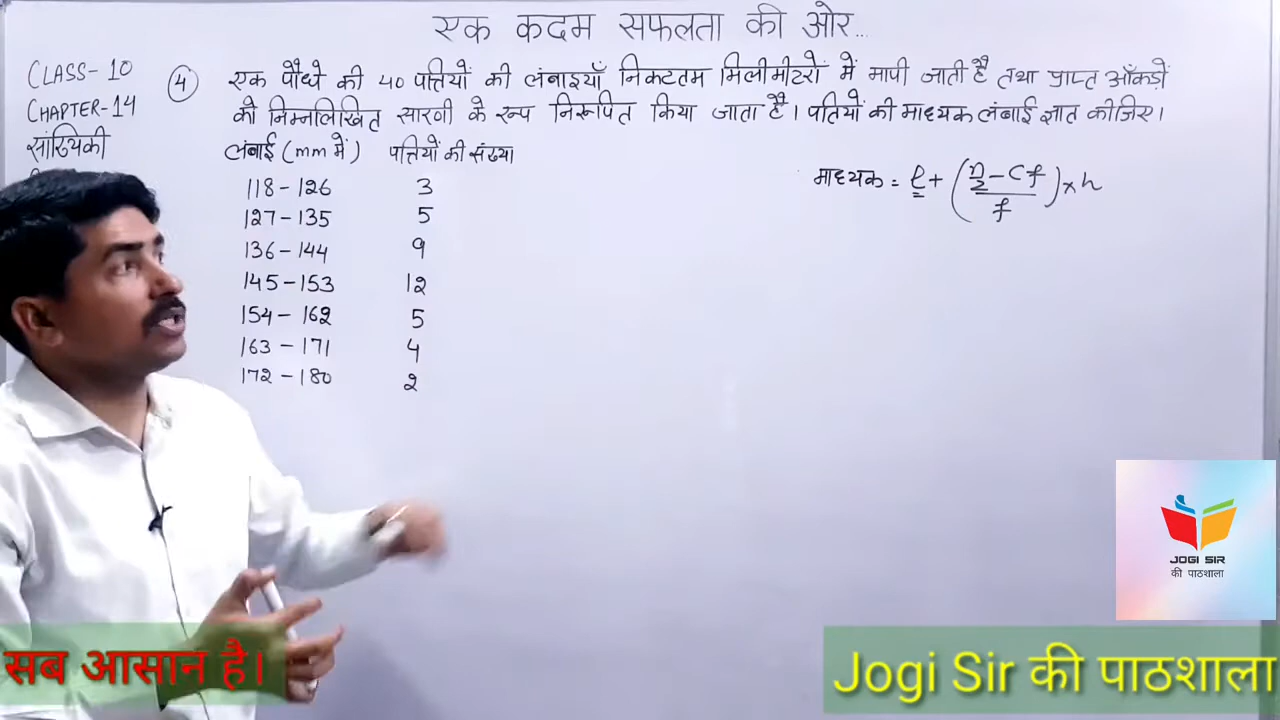 एक कदम सफलता की ओर...
CLASS-10
CHAPTER-14
सांख्यिकी
④ एक पौधे की 40 पत्तियों की लंबाइयाँ निकटतम मिलीमीटरो में मापी जाती है तथा प्राप्त आँकड़ों
को निम्नलिखित सारणी के रूप निरूपित किया जाता है। पतियों की माध्यक लंबाई ज्ञात कीजिए।
लंबाई (mm में) पत्तियों की संख्या
118-126 3
127-135 5
136-144 9
145-153 12
154-162 5
163-171 4
172-180 2
माध्यक = l + ((n/2 - Cf)/f) × h
JOGI SIR
की पाठशाला
सब आसान है।
Jogi Sir की पाठशाला